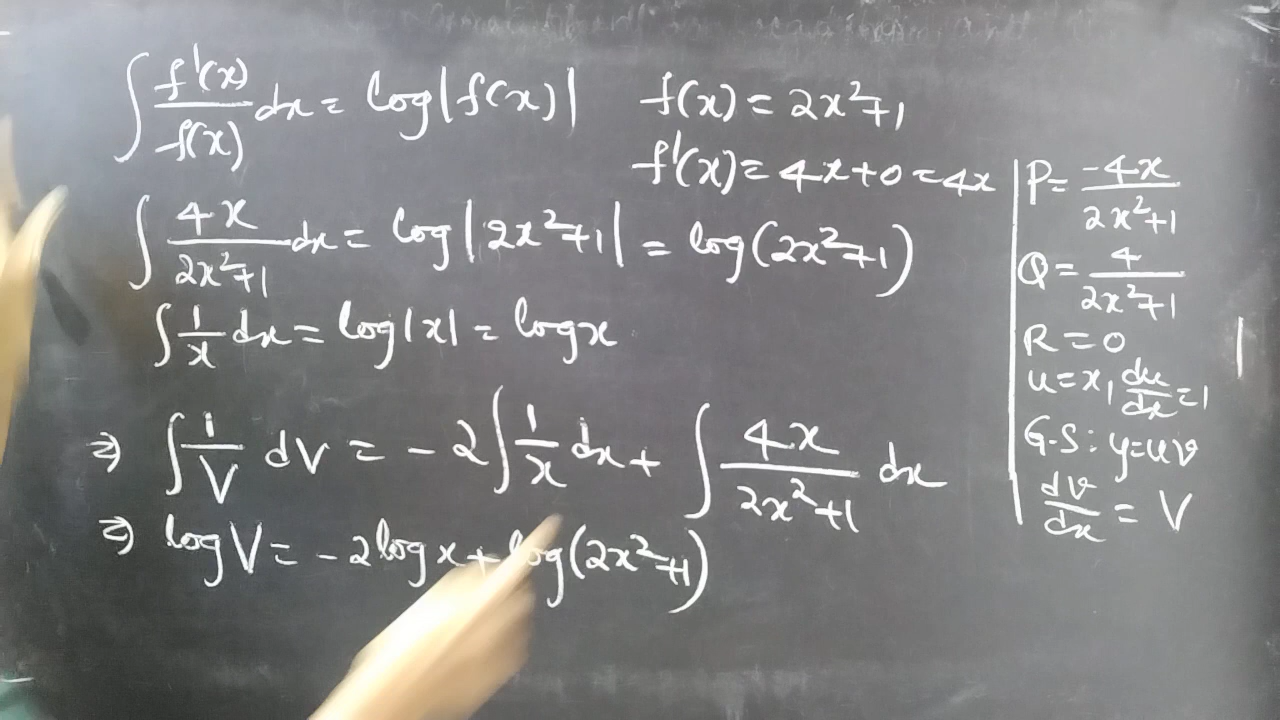 ∫ f'(x)/f(x) dx = log|f(x)|
f(x) = 2x²+1
f'(x) = 4x+0 = 4x
∫ 4x/(2x²+1) dx = log|2x²+1| = log(2x²+1)
∫ 1/x dx = log|x| = log x
⇒ ∫ 1/V dV = -2∫ 1/x dx + ∫ 4x/(2x²+1) dx
⇒ log V = -2 log x + log(2x²+1)
P = -4x/(2x²+1)
Q = 4/(2x²+1)
R = 0
u = x, du/dx = 1
G.S: y = uv
dv/dx = V